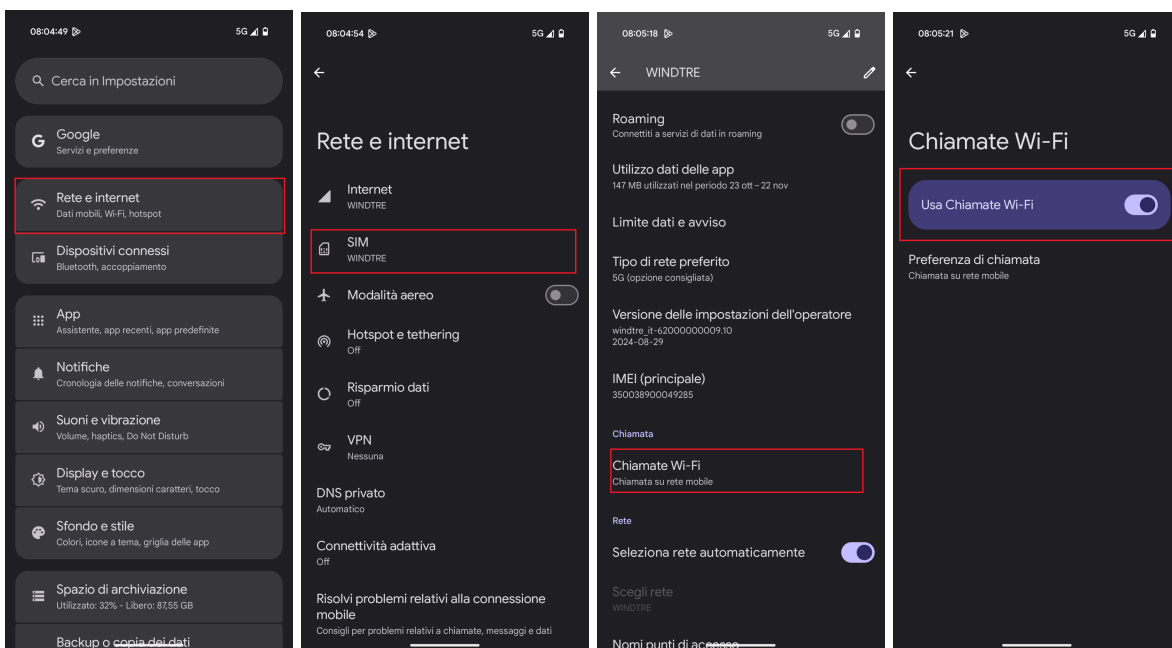 08:04:49
5G
Cerca in Impostazioni
Google
Servizi e preferenze
Rete e internet
Dati mobili, Wi-Fi, hotspot
Dispositivi connessi
Bluetooth, accoppiamento
App
Assistente, app recenti, app predefinite
Notifiche
Cronologia delle notifiche, conversazioni
Suoni e vibrazione
Volume, haptics, Do Not Disturb
Display e tocco
Tema scuro, dimensioni caratteri, tocco
Sfondo e stile
Colori, icone a tema, griglia delle app
Spazio di archiviazione
Utilizzato: 32% - Libero: 87,55 GB
Backup o copia dei dati
08:04:54
5G
Rete e internet
Internet
WINDTRE
SIM
WINDTRE
Modalità aereo
Hotspot e tethering
Off
Risparmio dati
Off
VPN
Nessuna
DNS privato
Automatico
Connettività adattiva
Off
Risolvi problemi relativi alla connessione
mobile
Consigli per problemi relativi a chiamate, messaggi e dati
08:05:18
5G
WINDTRE
Roaming
Connettiti a servizi di dati in roaming
Utilizzo dati delle app
147 MB utilizzati nel periodo 23 ott – 22 nov
Limite dati e avviso
Tipo di rete preferito
5G (opzione consigliata)
Versione delle impostazioni dell'operatore
windtre_it-62000000009.10
2024-08-29
IMEI (principale)
350038900049285
Chiamata
Chiamate Wi-Fi
Chiamata su rete mobile
Rete
Seleziona rete automaticamente
Scegli rete
WINDTRE
Nomi punti di accesso
08:05:21
5G
Chiamate Wi-Fi
Usa Chiamate Wi-Fi
Preferenza di chiamata
Chiamata su rete mobile